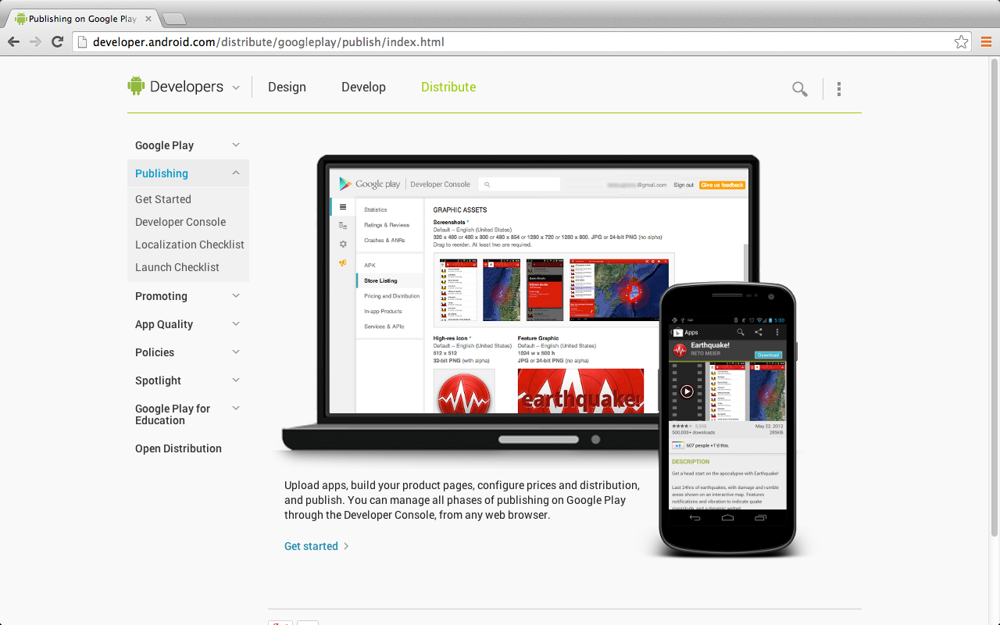 Publishing on Google Play
developer.android.com/distribute/googleplay/publish/index.html
Developers
Design
Develop
Distribute
Google Play
Publishing
Get Started
Developer Console
Localization Checklist
Launch Checklist
Promoting
App Quality
Policies
Spotlight
Google Play for
Education
Open Distribution
Google play
Developer Console
@gmail.com
Sign out
Give us feedback
Statistics
Ratings & Reviews
Crashes & ANRs
APK
Store Listing
Pricing and Distribution
In-app Products
Services & APIs
GRAPHIC ASSETS
Screenshots *
Default – English (United States)
320 x 480 or 480 x 800 or 480 x 854 or 1280 x 720 or 1280 x 800. JPG or 24-bit PNG (no alpha)
Drag to reorder. At least two are required.
High-res icon *
Default – English (United States)
512 x 512
32-bit PNG (with alpha)
Feature Graphic
Default – English (United States)
1024 w x 500 h
JPG or 24-bit PNG (no alpha)
earthquake!
5:00
Apps
Earthquake!
RETO MEIER
Download
May 22, 2012
500,000+ downloads
285KB
+1
607 people +1'd this.
DESCRIPTION
Get a head start on the apocalypse with Earthquake!
Last 24hrs of earthquakes, with damage and rumble
areas shown on an interactive map. Features
notifications and vibration to indicate quake
magnitude, and a dynamic widget.
Upload apps, build your product pages, configure prices and distribution,
and publish. You can manage all phases of publishing on Google Play
through the Developer Console, from any web browser.
Get started